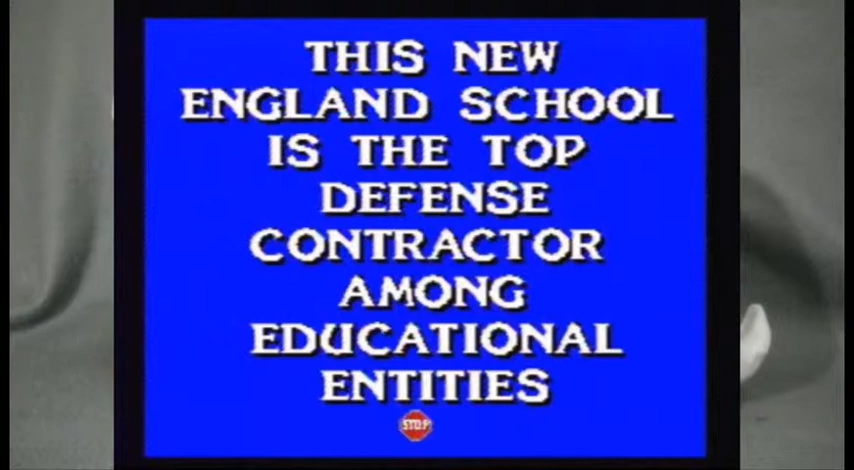 THIS NEW
ENGLAND SCHOOL
IS THE TOP
DEFENSE
CONTRACTOR
AMONG
EDUCATIONAL
ENTITIES
STOP